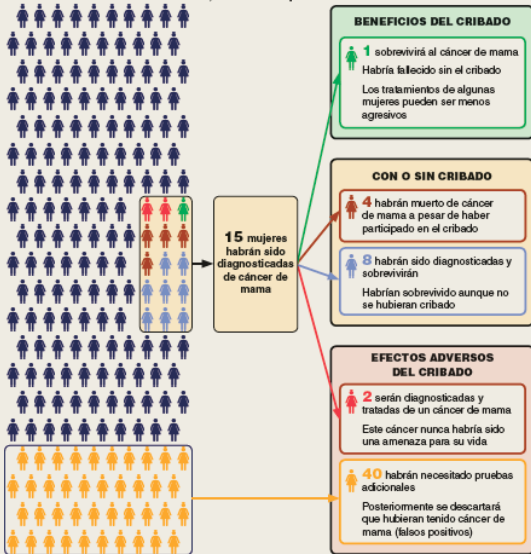 15 mujeres
habrán sido
diagnosticadas
de cáncer de
mama
BENEFICIOS DEL CRIBADO
1 sobrevivirá al cáncer de mama
Habría fallecido sin el cribado
Los tratamientos de algunas
mujeres pueden ser menos
agresivos
CON O SIN CRIBADO
4 habrán muerto de cáncer
de mama a pesar de haber
participado en el cribado
8 habrán sido diagnosticadas y
sobrevivirán
Habrían sobrevivido aunque no
se hubieran cribado
EFECTOS ADVERSOS
DEL CRIBADO
2 serán diagnosticadas y
tratadas de un cáncer de mama
Este cáncer nunca habría sido
una amenaza para su vida
40 habrán necesitado pruebas
adicionales
Posteriormente se descartará
que hubieran tenido cáncer de
mama (falsos positivos)